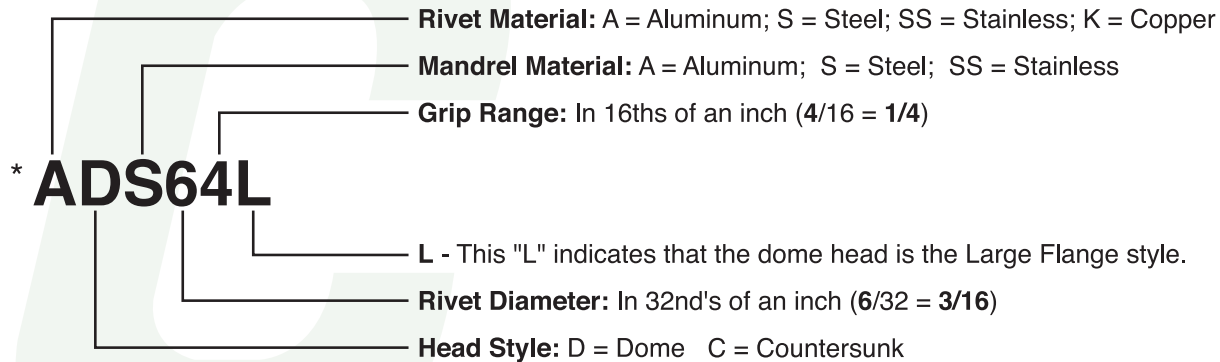 Rivet Material: A = Aluminum; S = Steel; SS = Stainless; K = Copper
Mandrel Material: A = Aluminum; S = Steel; SS = Stainless
Grip Range: In 16ths of an inch (4/16 = 1/4)
* ADS64L
L - This "L" indicates that the dome head is the Large Flange style.
Rivet Diameter: In 32nd's of an inch (6/32 = 3/16)
Head Style: D = Dome C = Countersunk